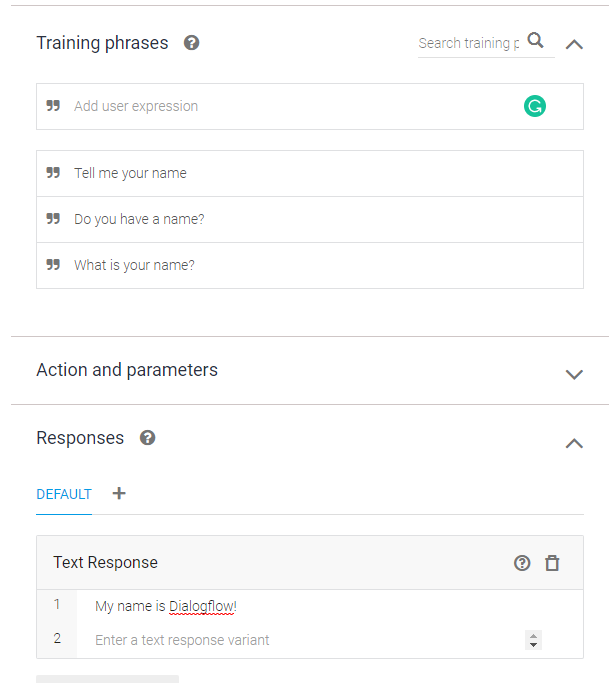 Training phrases
Search training p
Add user expression
Tell me your name
Do you have a name?
What is your name?
Action and parameters
Responses
DEFAULT
Text Response
1 My name is Dialogflow!
2 Enter a text response variant